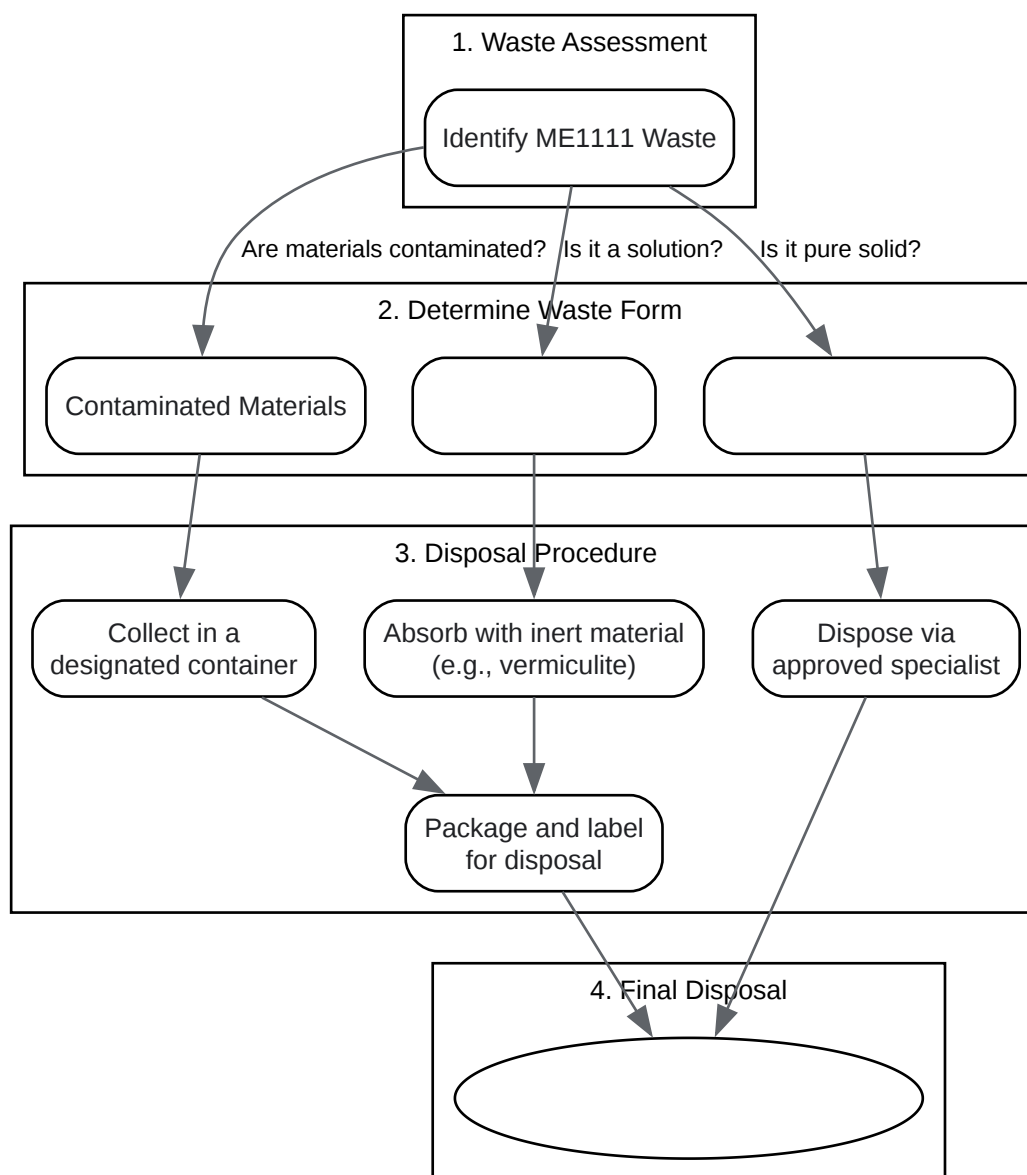 1. Waste Assessment
Identify ME1111 Waste
Are materials contaminated?
Is it a solution?
Is it pure solid?
2. Determine Waste Form
Contaminated Materials
3. Disposal Procedure
Collect in a
designated container
Absorb with inert material
(e.g., vermiculite)
Dispose via
approved specialist
Package and label
for disposal
4. Final Disposal